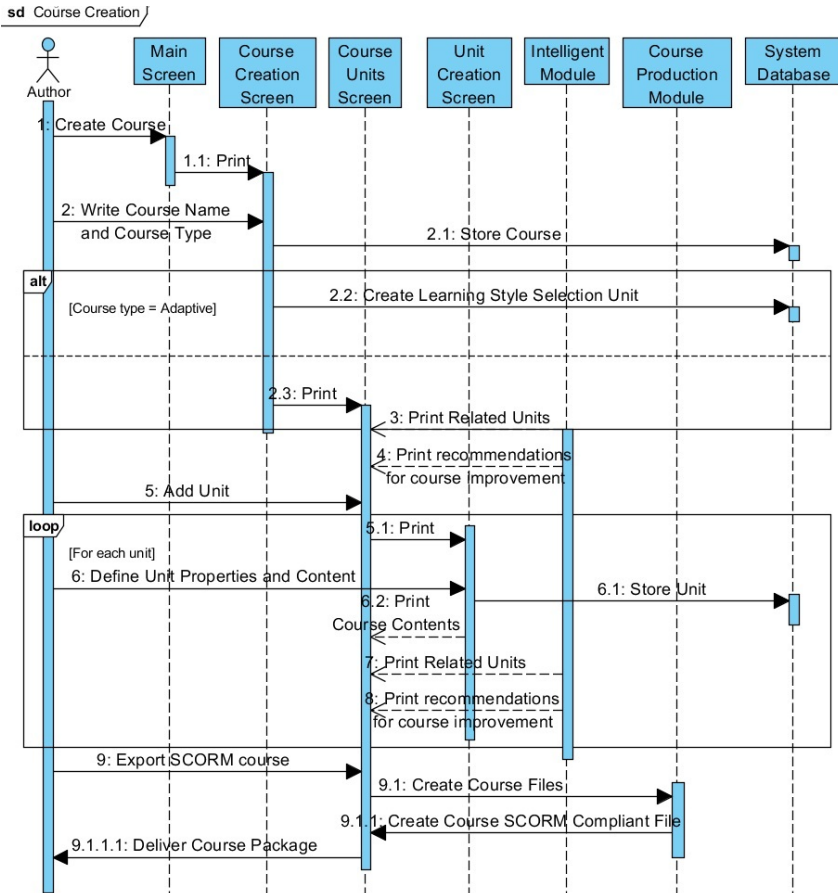 sd Course Creation
Author
Main
Screen
Course
Creation
Screen
Course
Units
Screen
Unit
Creation
Screen
Intelligent
Module
Course
Production
Module
System
Database
1: Create Course
1.1: Print
2: Write Course Name
and Course Type
2.1: Store Course
alt
[Course type = Adaptive]
2.2: Create Learning Style Selection Unit
2.3: Print
3: Print Related Units
4: Print recommendations
for course improvement
5: Add Unit
loop
[For each unit]
5.1: Print
6: Define Unit Properties and Content
6.1: Store Unit
6.2: Print
Course Contents
7: Print Related Units
8: Print recommendations
for course improvement
9: Export SCORM course
9.1: Create Course Files
9.1.1: Create Course SCORM Compliant File
9.1.1.1: Deliver Course Package